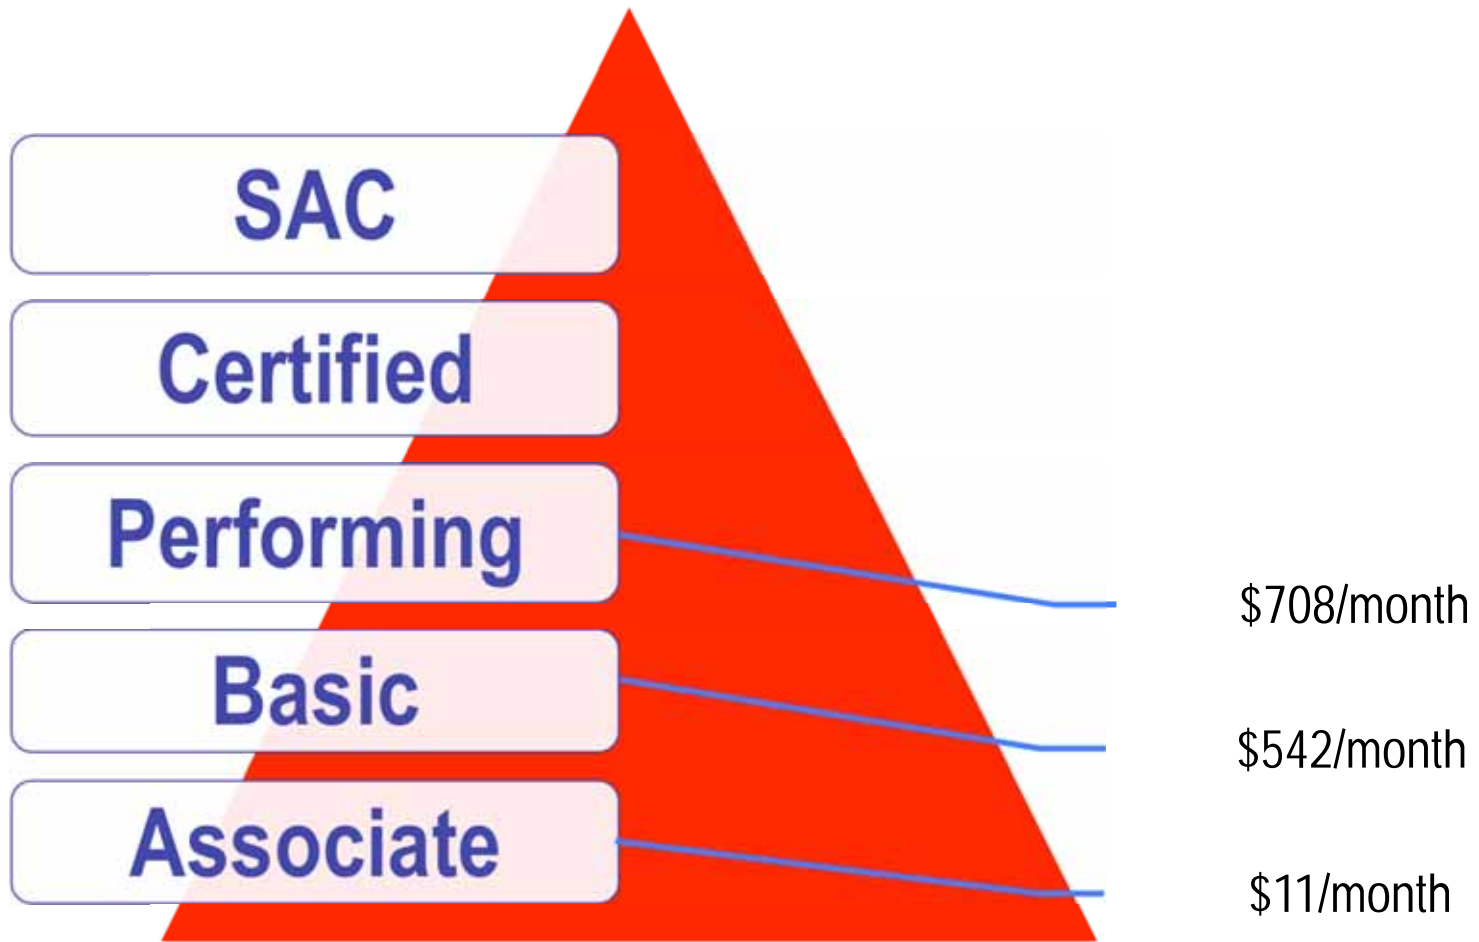 SAC
Certified
Performing
$708/month
Basic
$542/month
Associate
$11/month